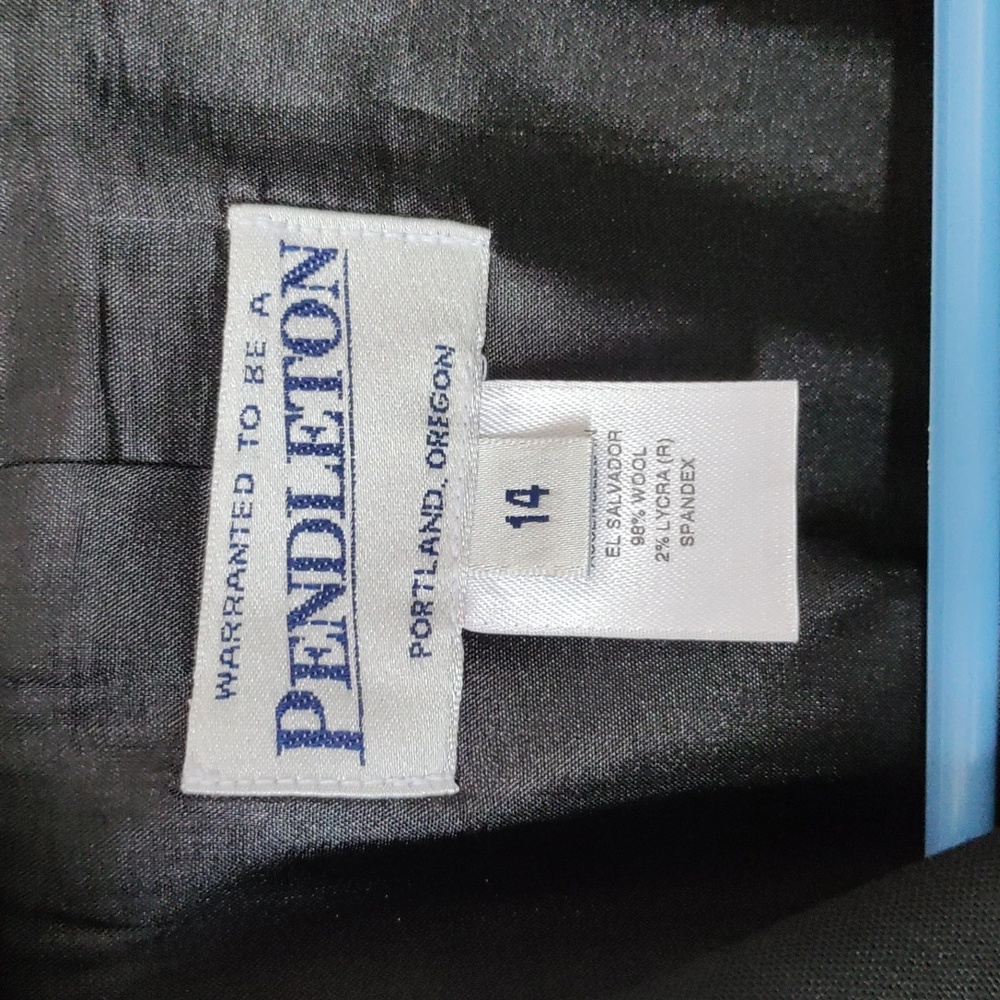 WARRANTED TO BE A
PENDLETON
PORTLAND, OREGON
14
EL SALVADOR
98% WOOL
2% LYCRA (R)
SPANDEX